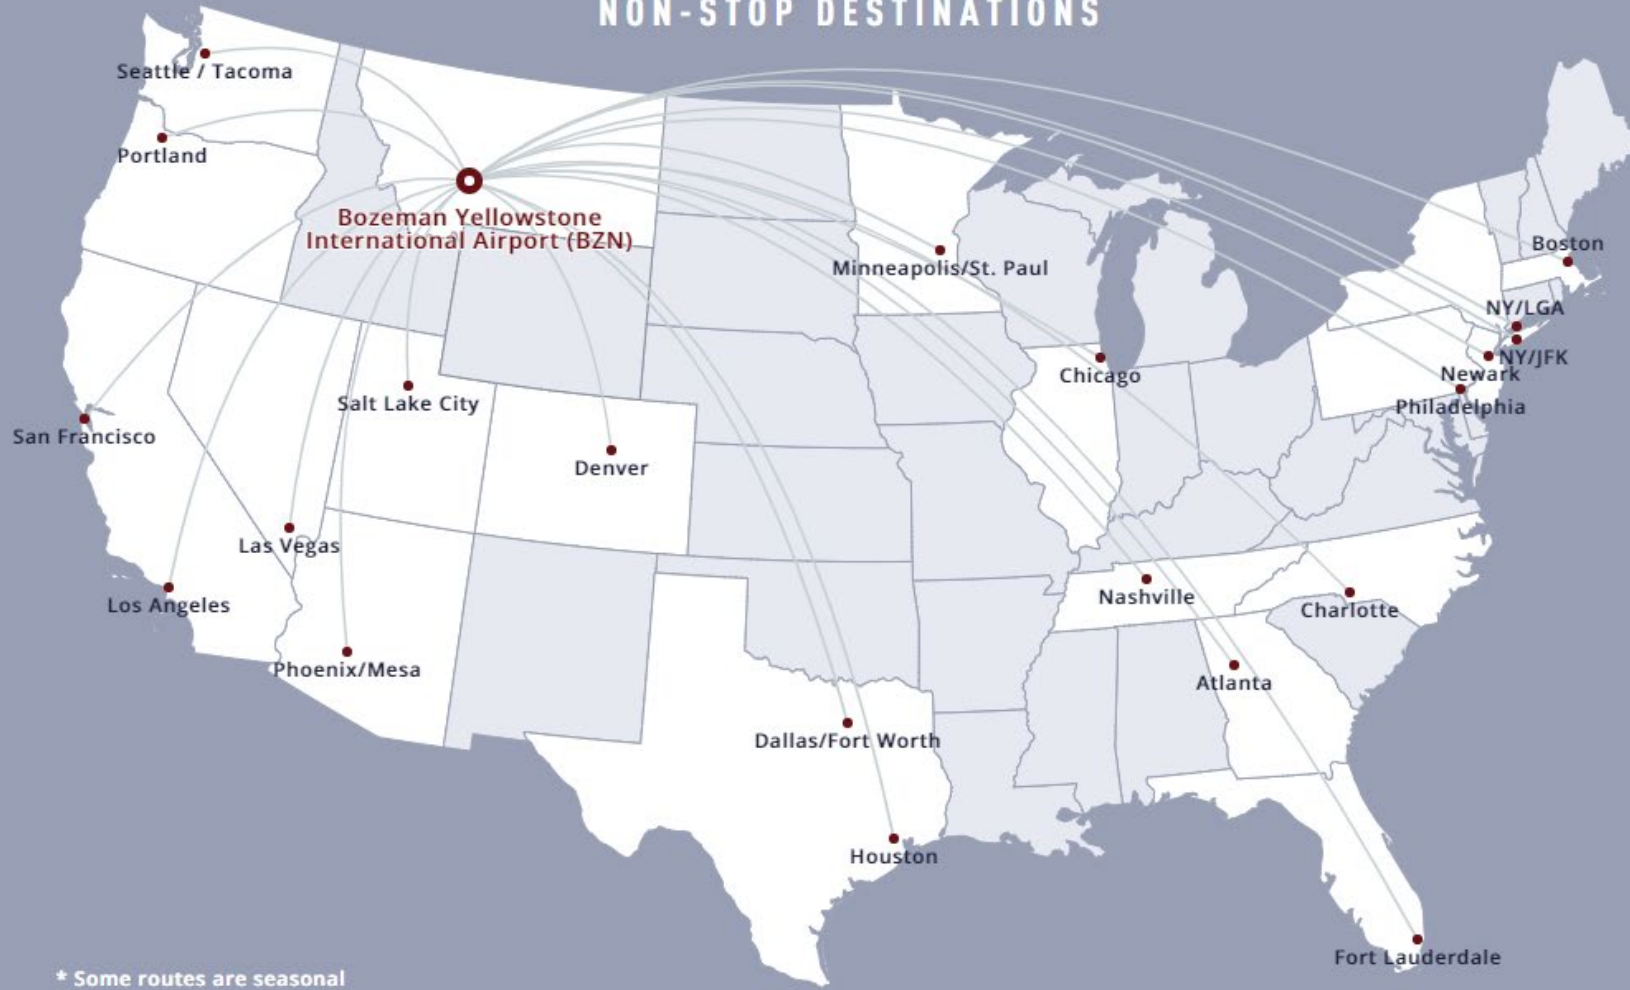 NON-STOP DESTINATIONS
Seattle / Tacoma
Portland
Bozeman Yellowstone
International Airport (BZN)
Boston
Minneapolis/St. Paul
NY/LGA
NY/JFK
Chicago
Newark
Salt Lake City
Philadelphia
San Francisco
Denver
Las Vegas
Nashville
Los Angeles
Charlotte
Phoenix/Mesa
Atlanta
Dallas/Fort Worth
Houston
Fort Lauderdale
* Some routes are seasonal